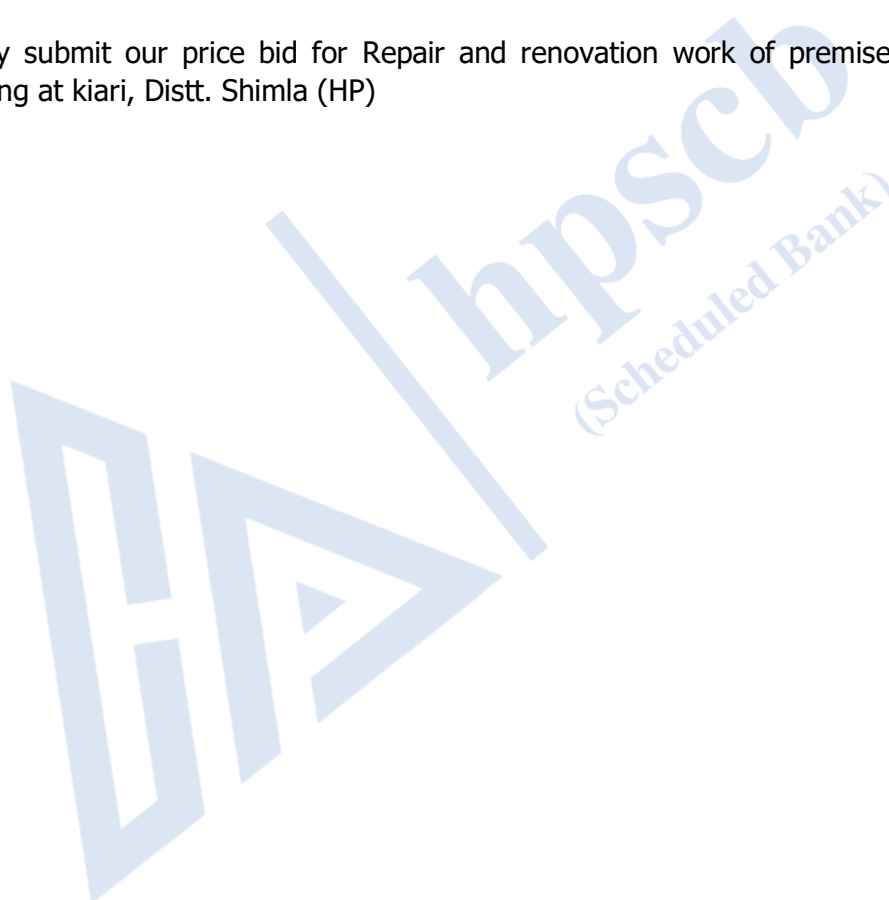 y submit our price bid for Repair and renovation work of premise
ng at kiari, Distt. Shimla (HP)
hpscb
(Scheduled Bank)